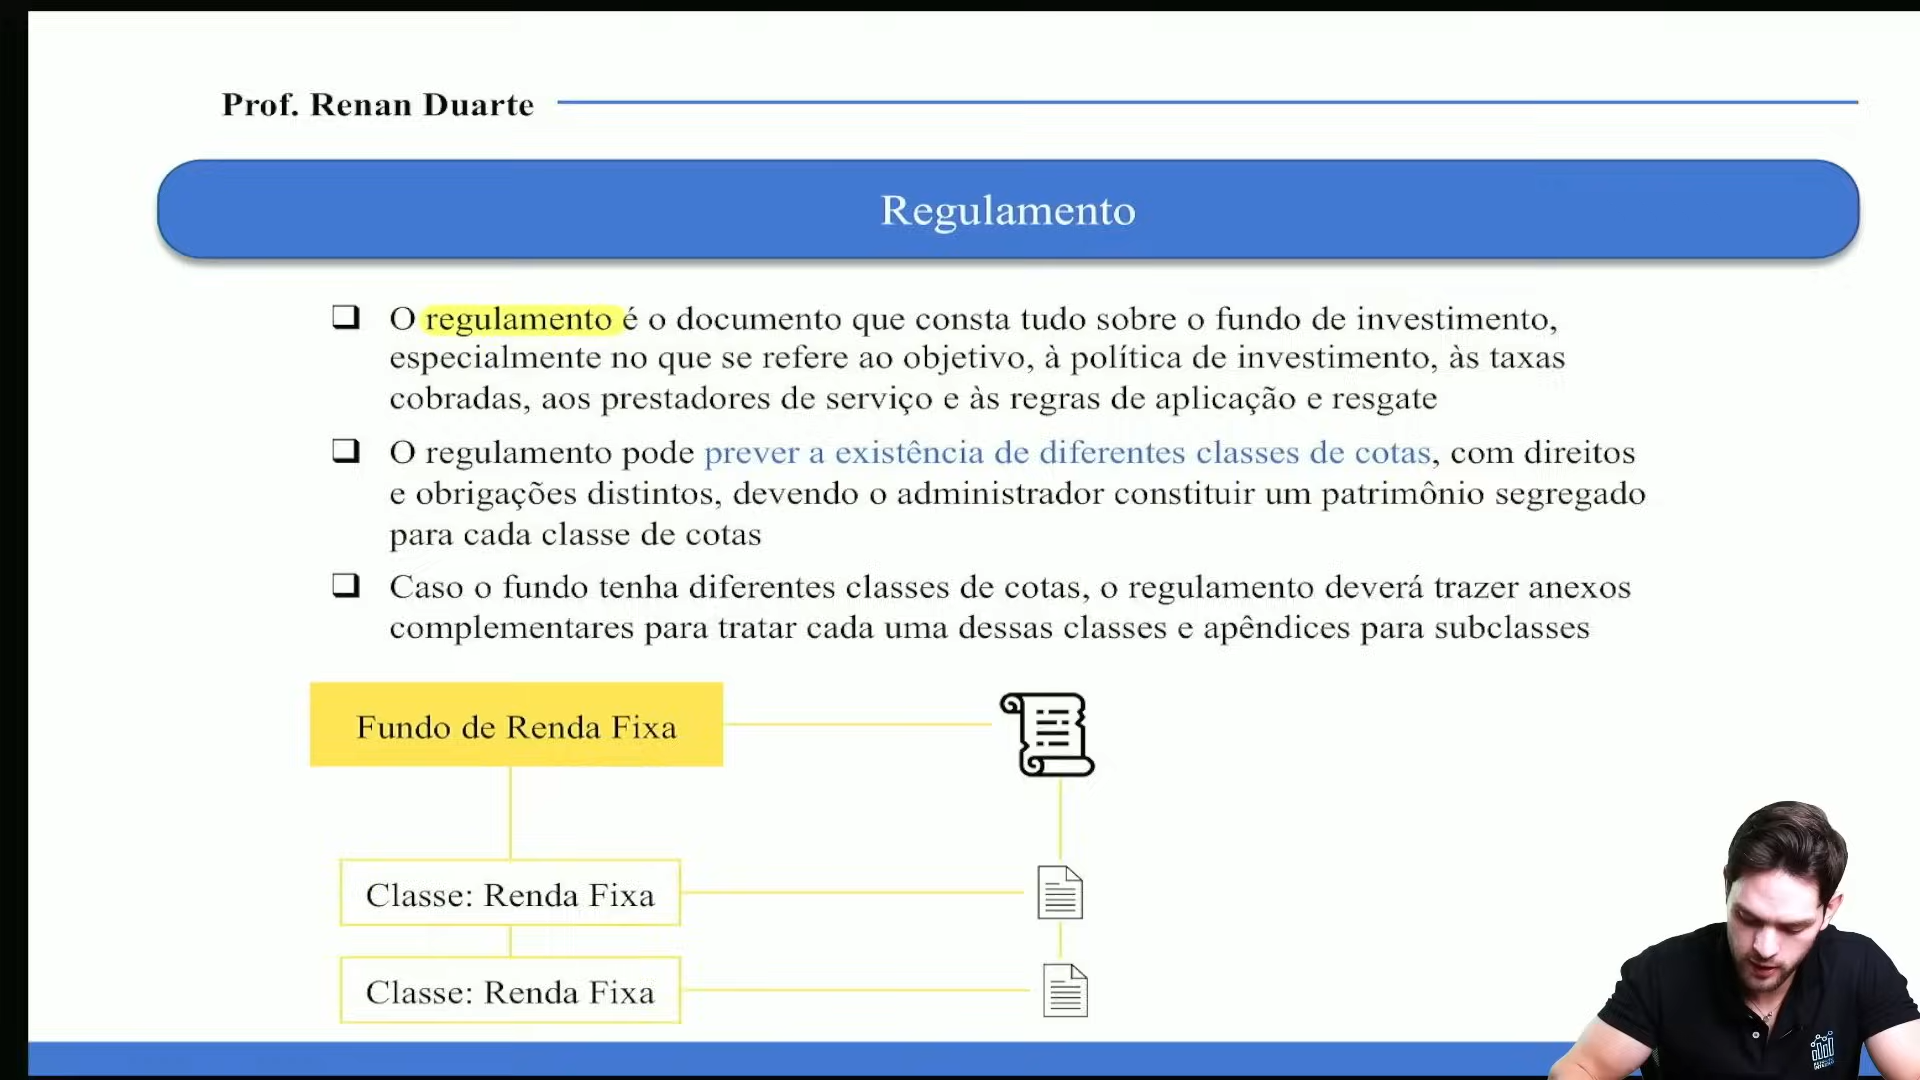 Prof. Renan Duarte
Regulamento
O regulamento é o documento que consta tudo sobre o fundo de investimento,
especialmente no que se refere ao objetivo, à política de investimento, às taxas
cobradas, aos prestadores de serviço e às regras de aplicação e resgate
O regulamento pode prever a existência de diferentes classes de cotas, com direitos
e obrigações distintos, devendo o administrador constituir um patrimônio segregado
para cada classe de cotas
Caso o fundo tenha diferentes classes de cotas, o regulamento deverá trazer anexos
complementares para tratar cada uma dessas classes e apêndices para subclasses
Fundo de Renda Fixa
Classe: Renda Fixa
Classe: Renda Fixa